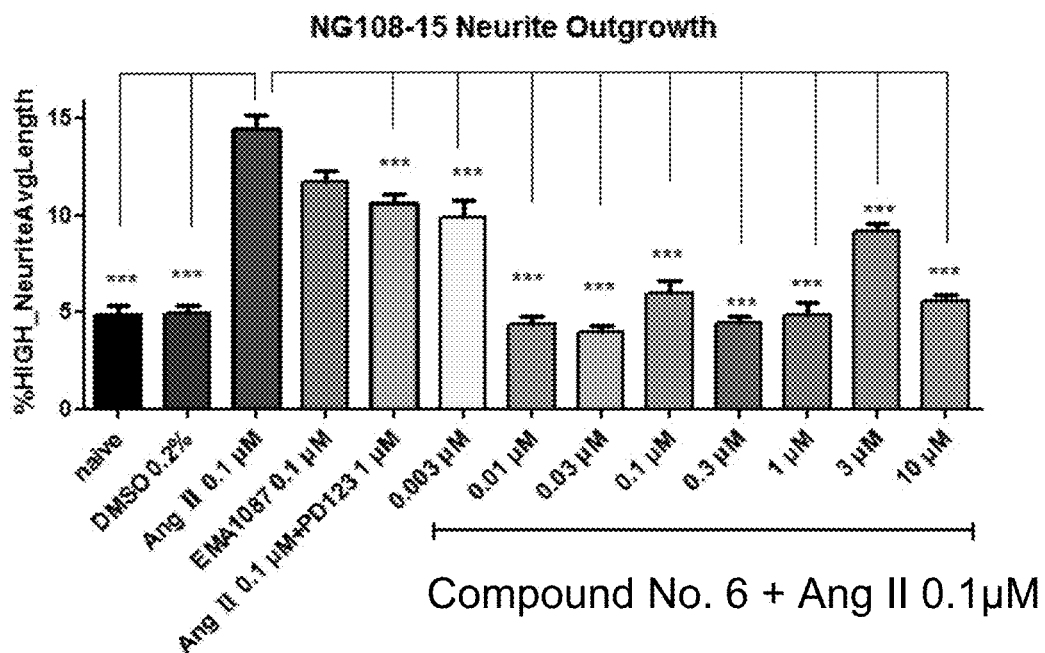 NG108-15 Neurite Outgrowth
%HIGH_NeuriteAvgLength
15
10
5
0
***
***
***
***
***
***
***
***
***
***
***
naive
DMSO 0.2%
Ang II 0.1 µM
EMA1087 0.1 µM
Ang II 0.1 µM+PD123 1 µM
0.003 µM
0.01 µM
0.03 µM
0.1 µM
0.3 µM
1 µM
3 µM
10 µM
Compound No. 6 + Ang II 0.1µM